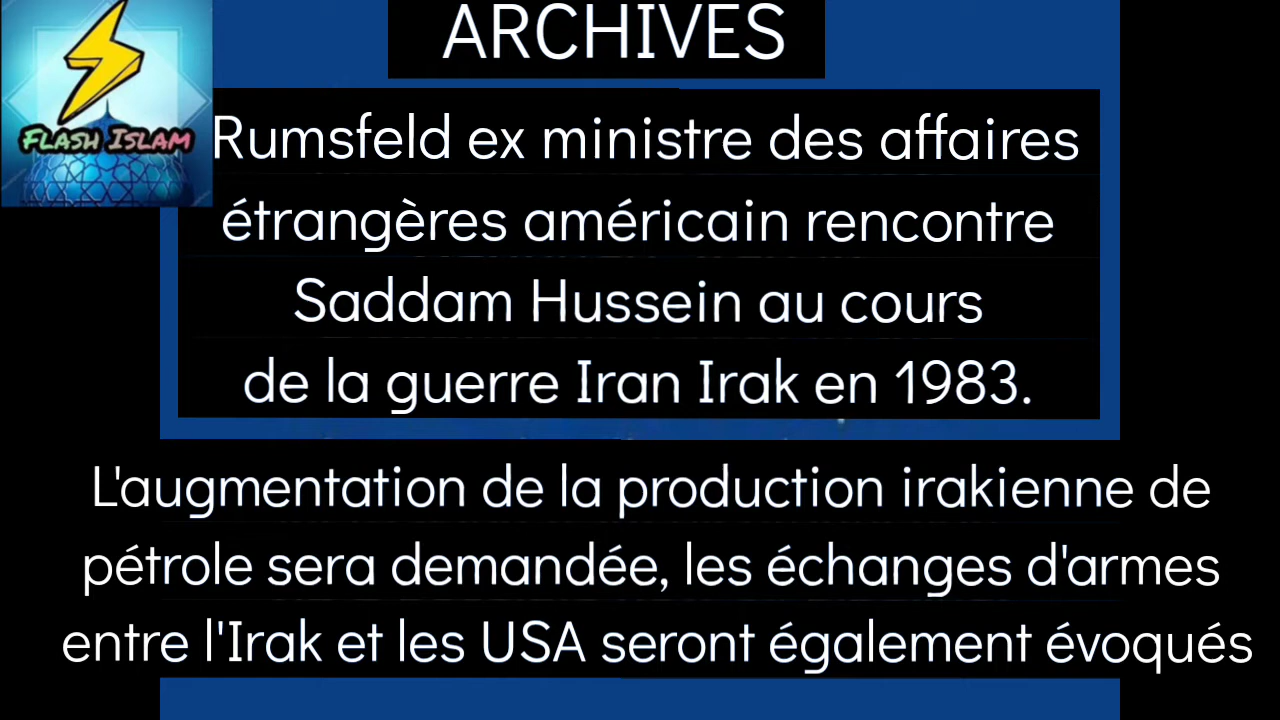 ARCHIVES
FLASH ISLAM
Rumsfeld ex ministre des affaires
étrangères américain rencontre
Saddam Hussein au cours
de la guerre Iran Irak en 1983.
L'augmentation de la production irakienne de
pétrole sera demandée, les échanges d'armes
entre l'Irak et les USA seront également évoqués